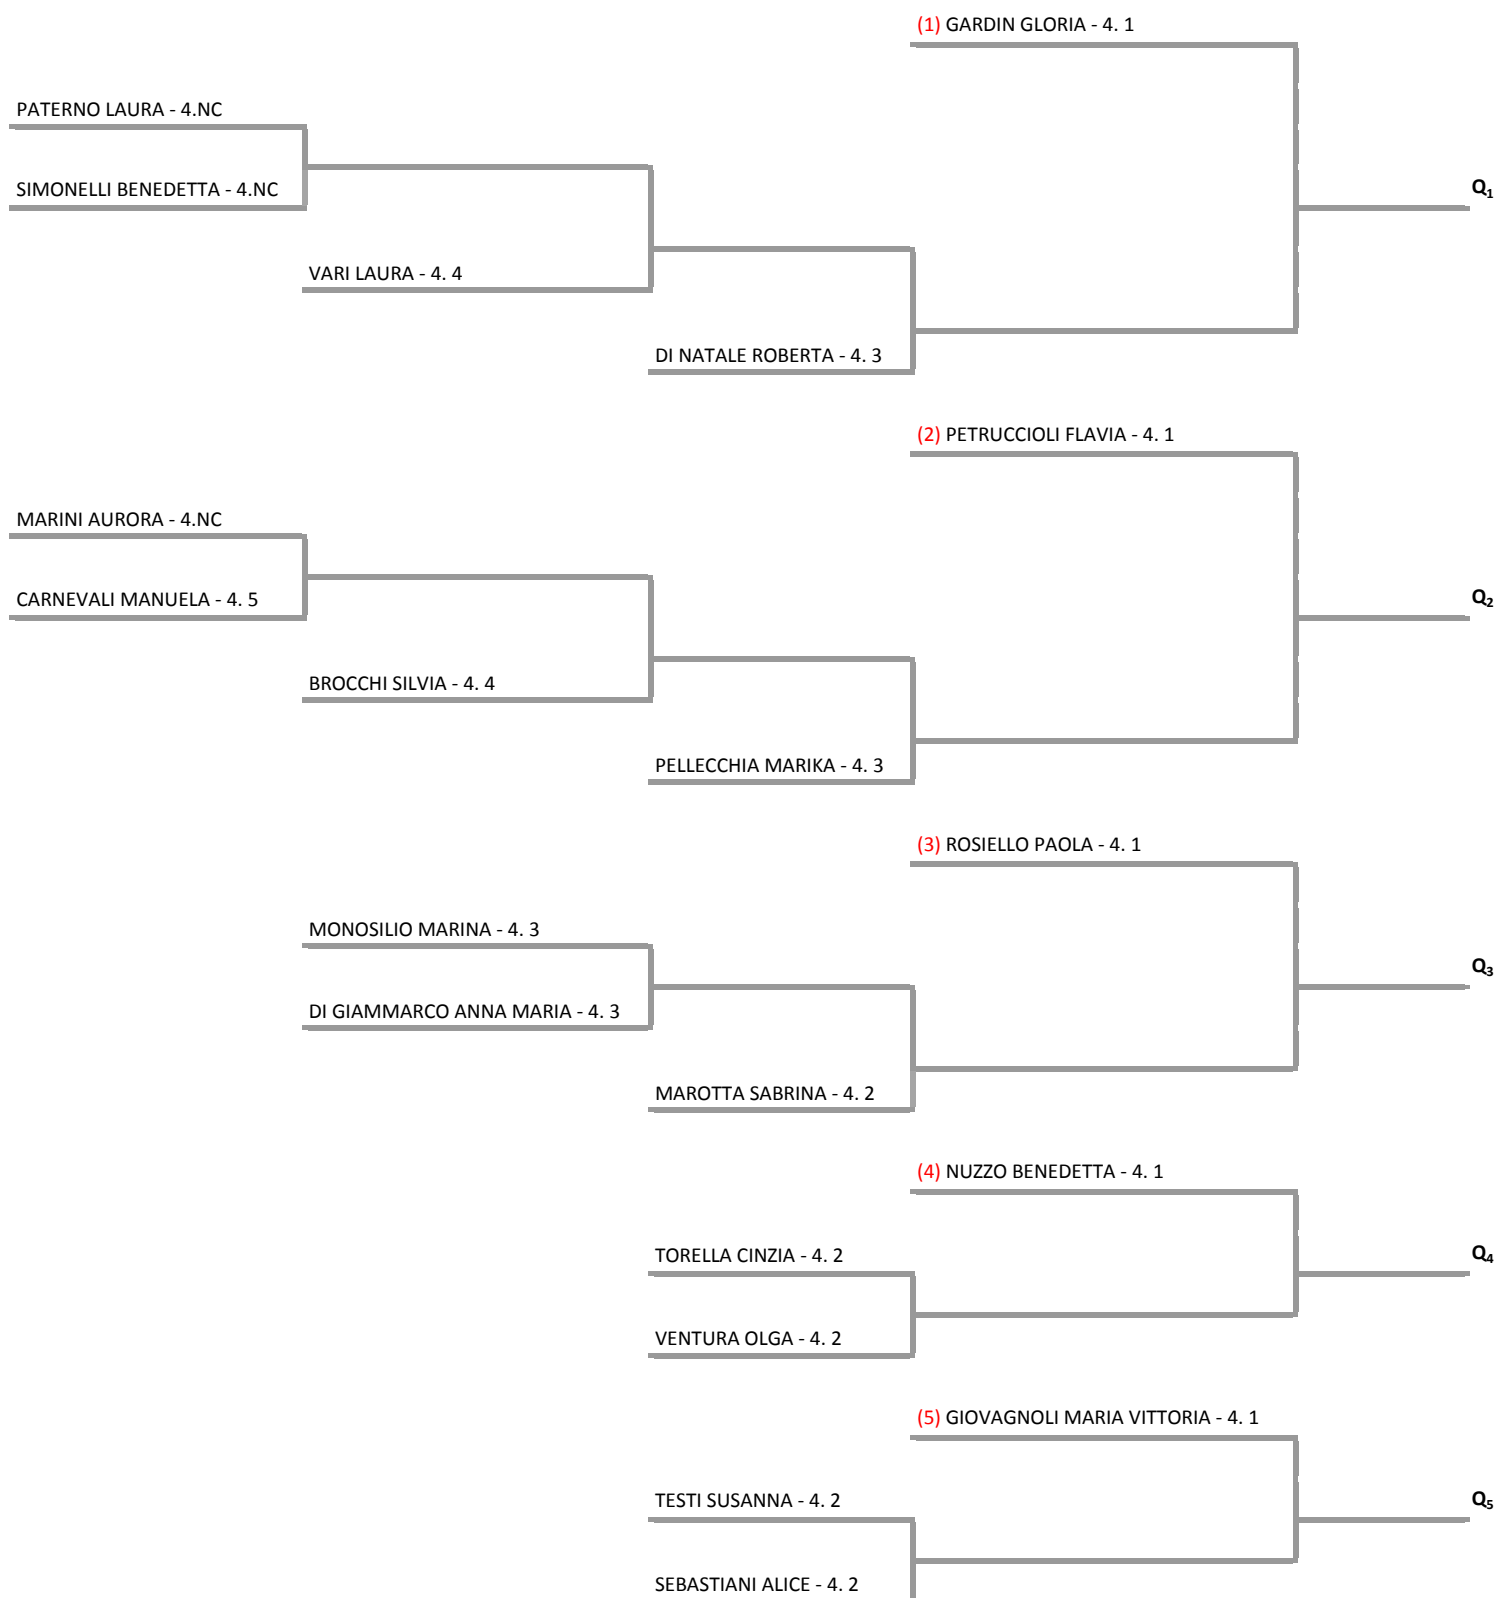 (1) GARDIN GLORIA - 4. 1
PATERNO LAURA - 4.NC
SIMONELLI BENEDETTA - 4.NC
Q1
VARI LAURA - 4. 4
DI NATALE ROBERTA - 4. 3
(2) PETRUCCIOLI FLAVIA - 4. 1
MARINI AURORA - 4.NC
CARNEVALI MANUELA - 4. 5
Q2
BROCCHI SILVIA - 4. 4
PELLECCHIA MARIKA - 4. 3
(3) ROSIELLO PAOLA - 4. 1
MONOSILIO MARINA - 4. 3
Q3
DI GIAMMARCO ANNA MARIA - 4. 3
MAROTTA SABRINA - 4. 2
(4) NUZZO BENEDETTA - 4. 1
TORELLA CINZIA - 4. 2
Q4
VENTURA OLGA - 4. 2
(5) GIOVAGNOLI MARIA VITTORIA - 4. 1
TESTI SUSANNA - 4. 2
Q5
SEBASTIANI ALICE - 4. 2